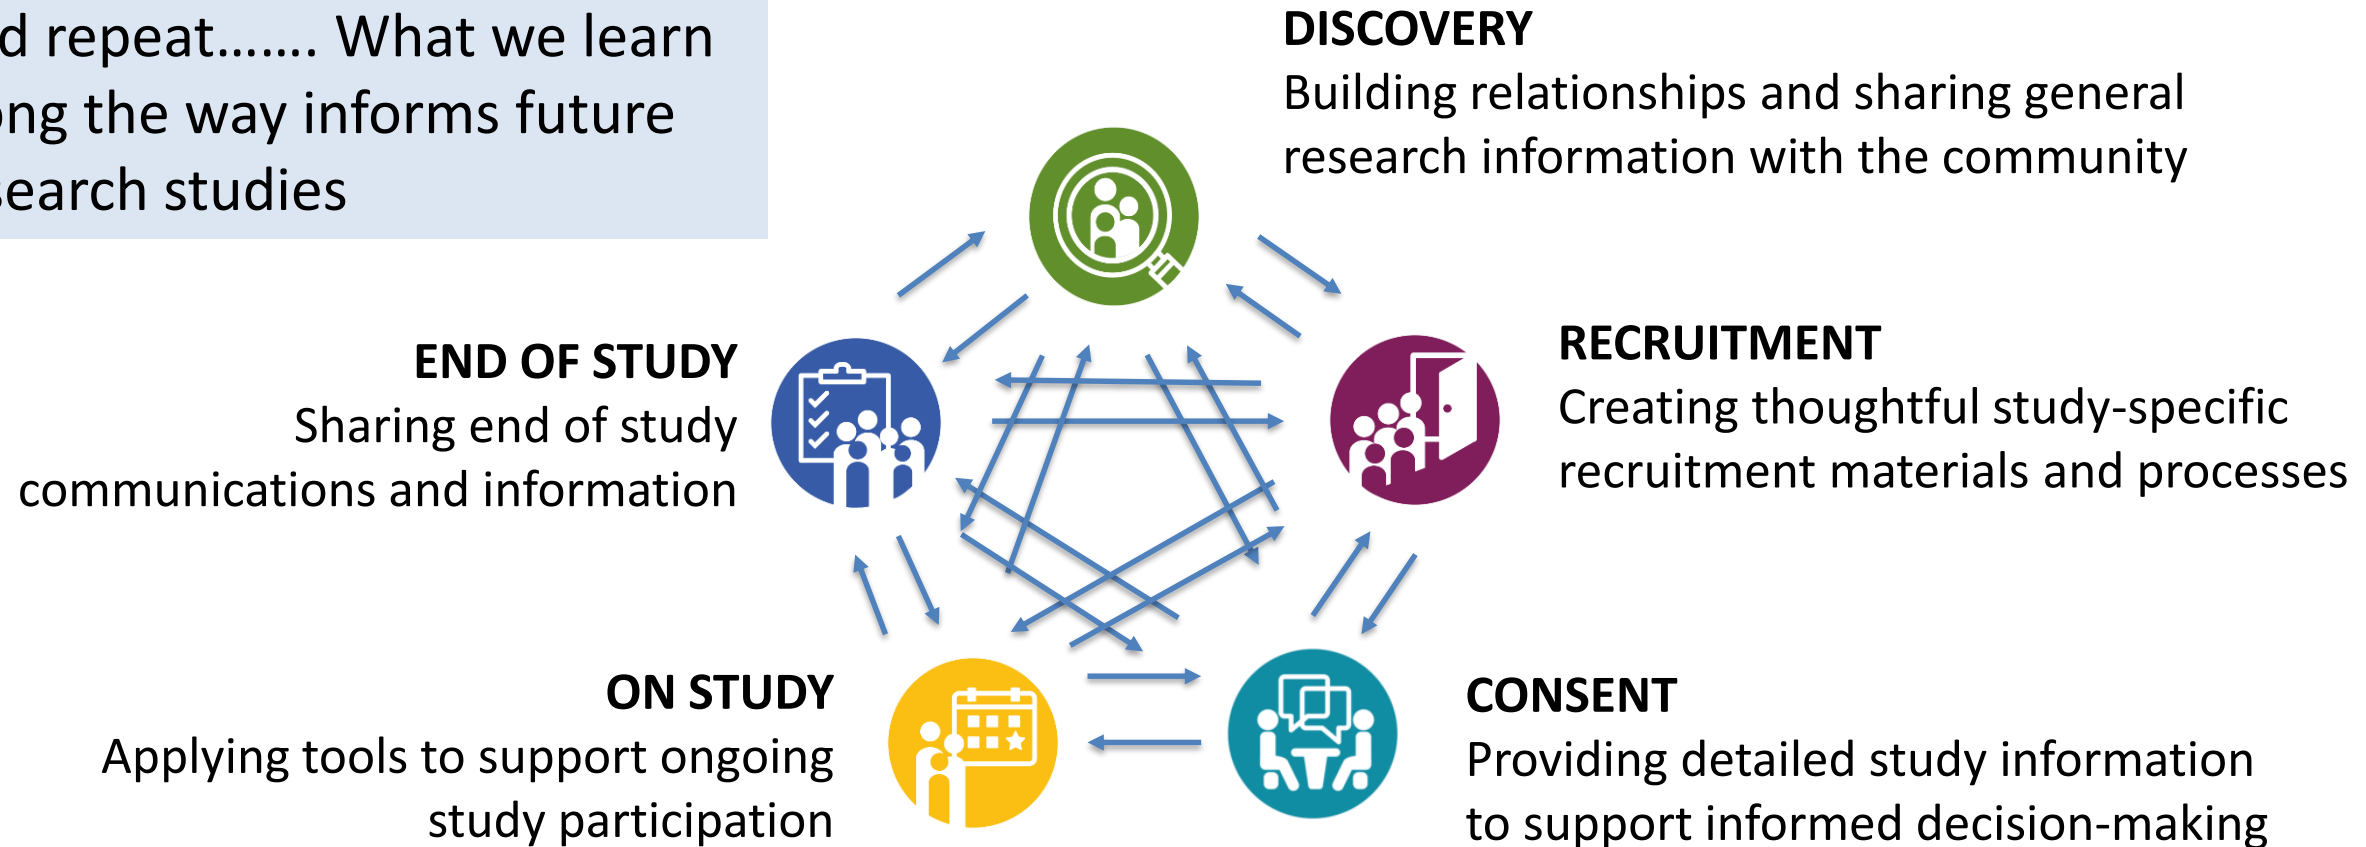 d repeat....... What we learn
ong the way informs future
search studies
DISCOVERY
Building relationships and sharing general
research information with the community
RECRUITMENT
Creating thoughtful study-specific
recruitment materials and processes
END OF STUDY
Sharing end of study
communications and information
ON STUDY
Applying tools to support ongoing
study participation
CONSENT
Providing detailed study information
to support informed decision-making